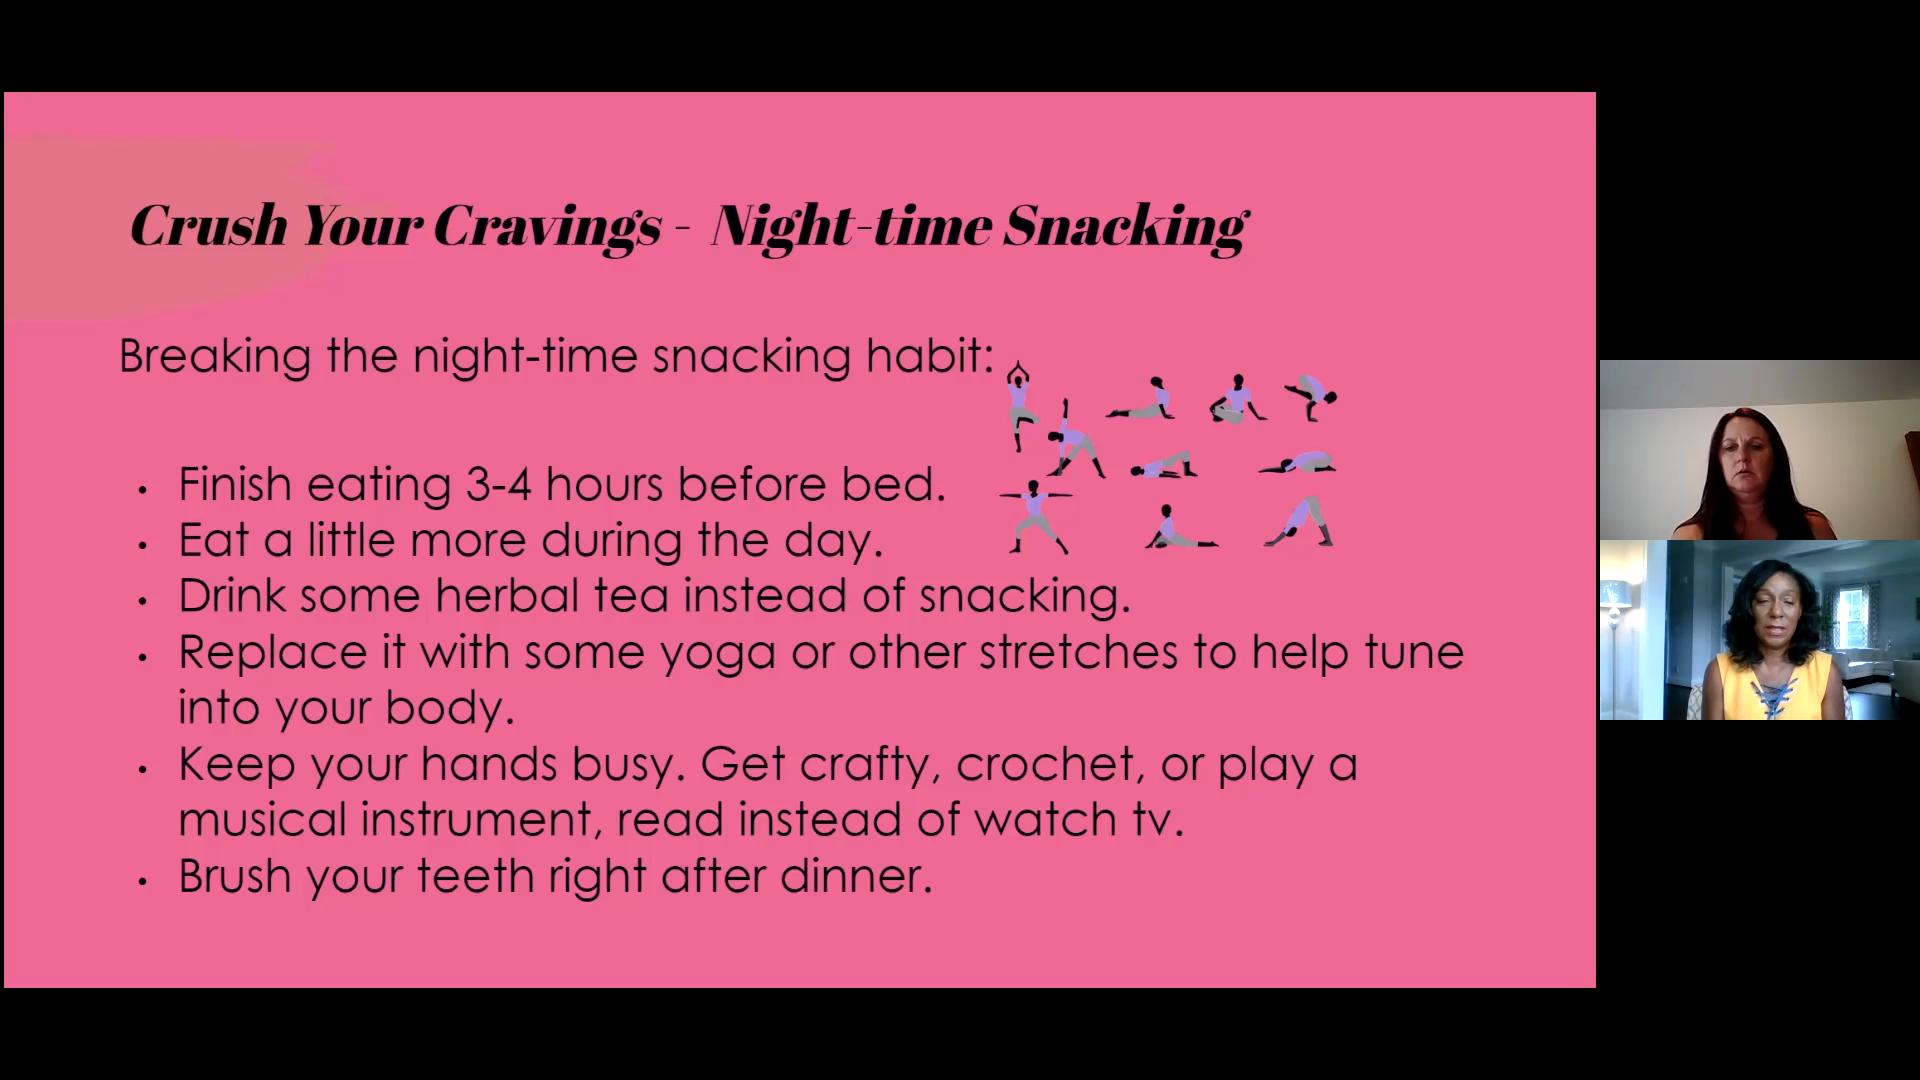 Crush Your Cravings - Night-time Snacking
Breaking the night-time snacking habit:
• Finish eating 3-4 hours before bed.
• Eat a little more during the day.
• Drink some herbal tea instead of snacking.
• Replace it with some yoga or other stretches to help tune
into your body.
• Keep your hands busy. Get crafty, crochet, or play a
musical instrument, read instead of watch tv.
• Brush your teeth right after dinner.